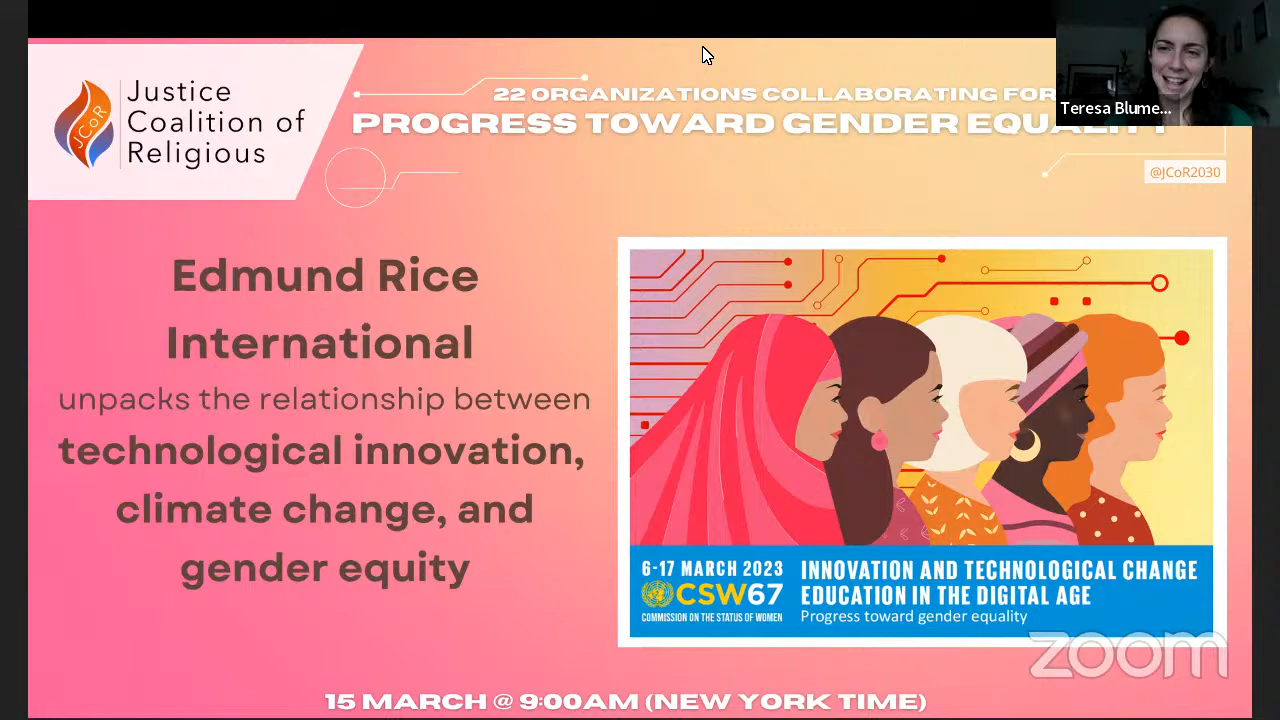 Justice
Coalition of
Religious
JCoR
22 ORGANIZATIONS COLLABORATING FOR
PROGRESS TOWARD GENDER EQUALITY
Teresa Blume...
@JCoR2030
Edmund Rice
International
unpacks the relationship between
technological innovation,
climate change, and
gender equity
6-17 MARCH 2023
CSW67
COMMISSION ON THE STATUS OF WOMEN
INNOVATION AND TECHNOLOGICAL CHANGE
EDUCATION IN THE DIGITAL AGE
Progress toward gender equality
zoom
15 MARCH @ 9:00AM (NEW YORK TIME)